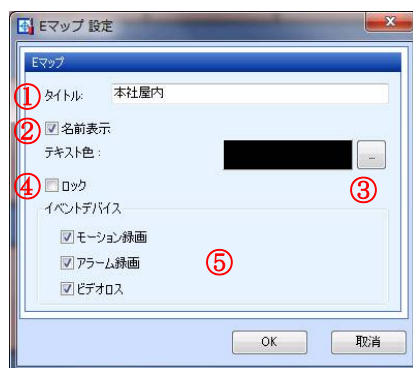 Eマップ 設定
Eマップ
① タイトル: 本社屋内
② 名前表示
テキスト色 : ...
③
④ ロック
イベントデバイス
モーション録画
アラーム録画 ⑤
ビデオロス
OK 取消